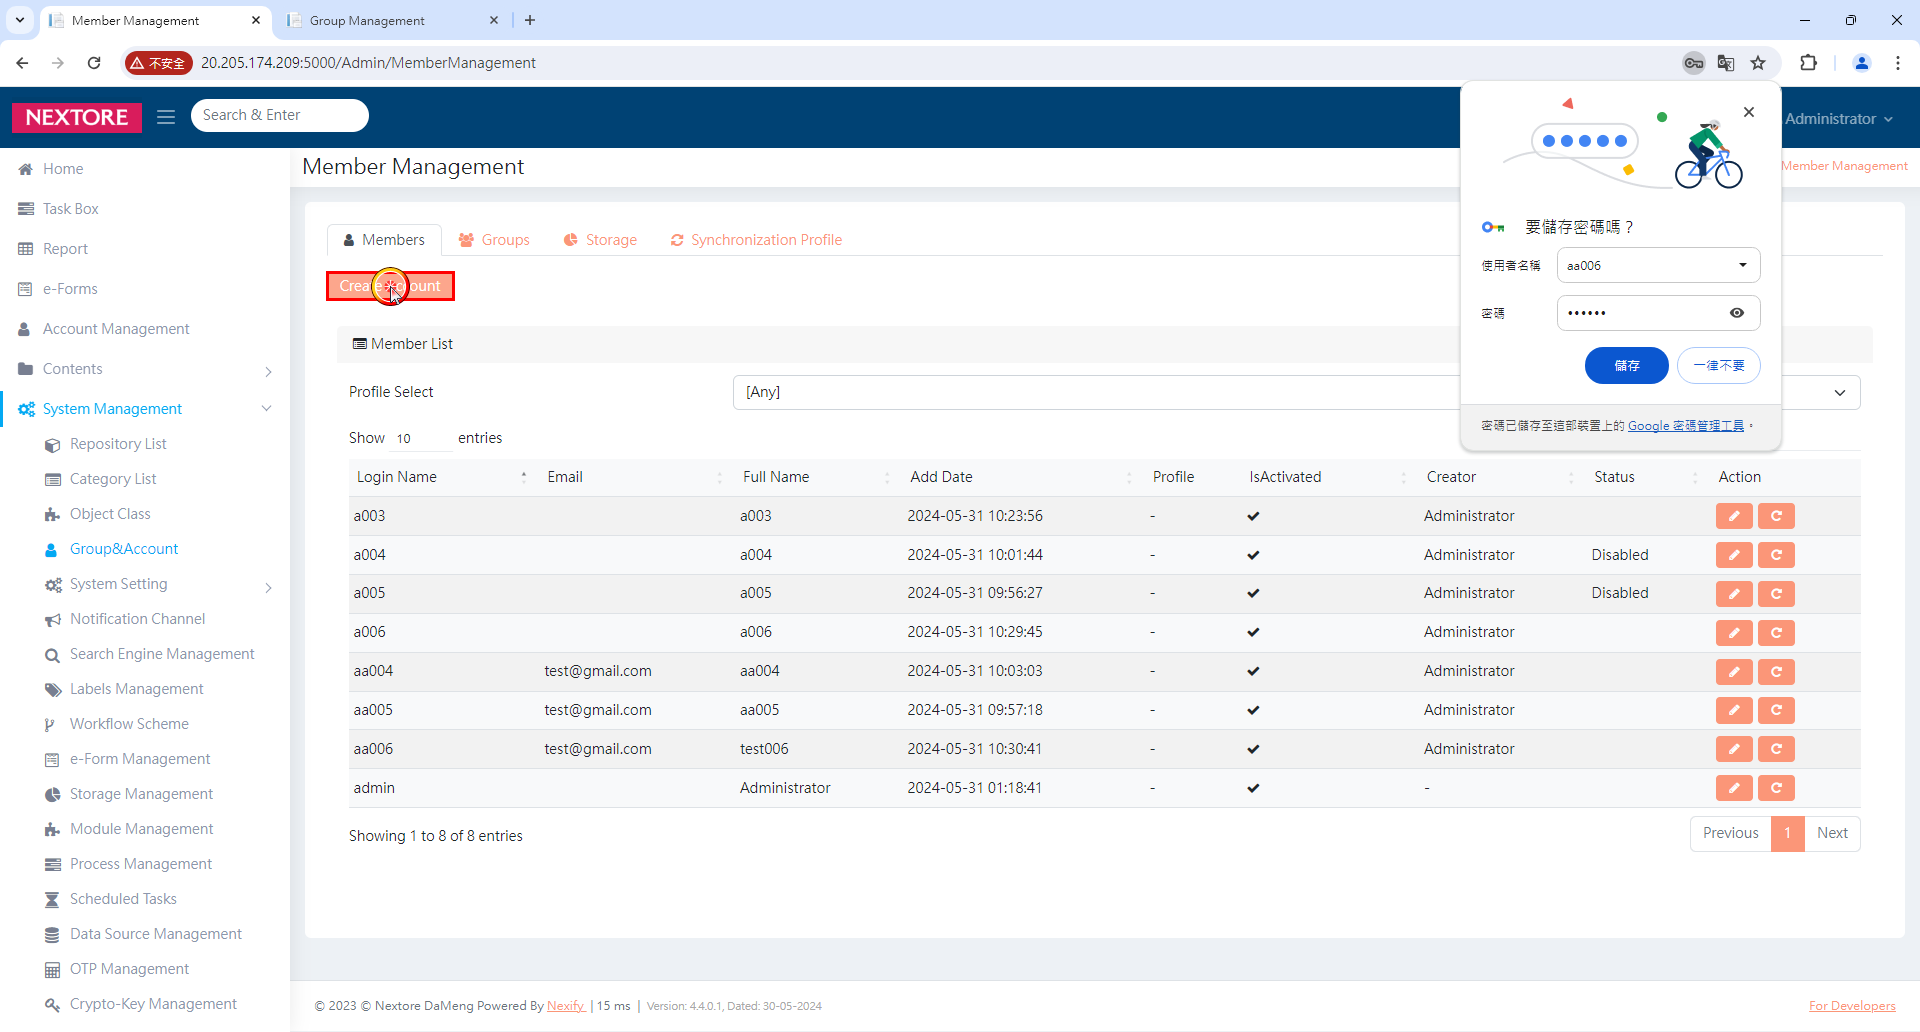 Member Management
Group Management
不安全
20.205.174.209:5000/Admin/MemberManagement
NEXTORE
Search & Enter
Administrator
Home
Task Box
Report
e-Forms
Account Management
Contents
System Management
Repository List
Category List
Object Class
Group&Account
System Setting
Notification Channel
Search Engine Management
Labels Management
Workflow Scheme
e-Form Management
Storage Management
Module Management
Process Management
Scheduled Tasks
Data Source Management
OTP Management
Crypto-Key Management
Member Management
Member Management
Members
Groups
Storage
Synchronization Profile
Create Account
Member List
Profile Select
[Any]
Show 10 entries
Login Name Email Full Name Add Date Profile IsActivated Creator Status Action
a003 a003 2024-05-31 10:23:56 - Administrator
a004 a004 2024-05-31 10:01:44 - Administrator Disabled
a005 a005 2024-05-31 09:56:27 - Administrator Disabled
a006 a006 2024-05-31 10:29:45 - Administrator
aa004 test@gmail.com aa004 2024-05-31 10:03:03 - Administrator
aa005 test@gmail.com aa005 2024-05-31 09:57:18 - Administrator
aa006 test@gmail.com test006 2024-05-31 10:30:41 - Administrator
admin Administrator 2024-05-31 01:18:41 - -
Showing 1 to 8 of 8 entries
Previous 1 Next
要儲存密碼嗎？
使用者名稱 aa006
密碼 ••••••
儲存 一律不要
密碼已儲存至這部裝置上的 Google 密碼管理工具。
© 2023 © Nextore DaMeng Powered By Nexify | 15 ms | Version: 4.4.0.1, Dated: 30-05-2024
For Developers